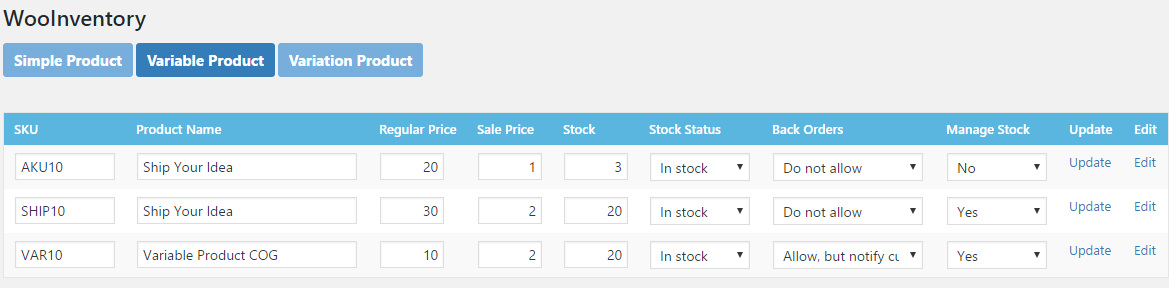 WooInventory
Simple Product Variable Product Variation Product
SKU Product Name Regular Price Sale Price Stock Stock Status Back Orders Manage Stock Update Edit
AKU10 Ship Your Idea 20 1 3 In stock Do not allow No Update Edit
SHIP10 Ship Your Idea 30 2 20 In stock Do not allow Yes Update Edit
VAR10 Variable Product COG 10 2 20 In stock Allow, but notify cu Yes Update Edit